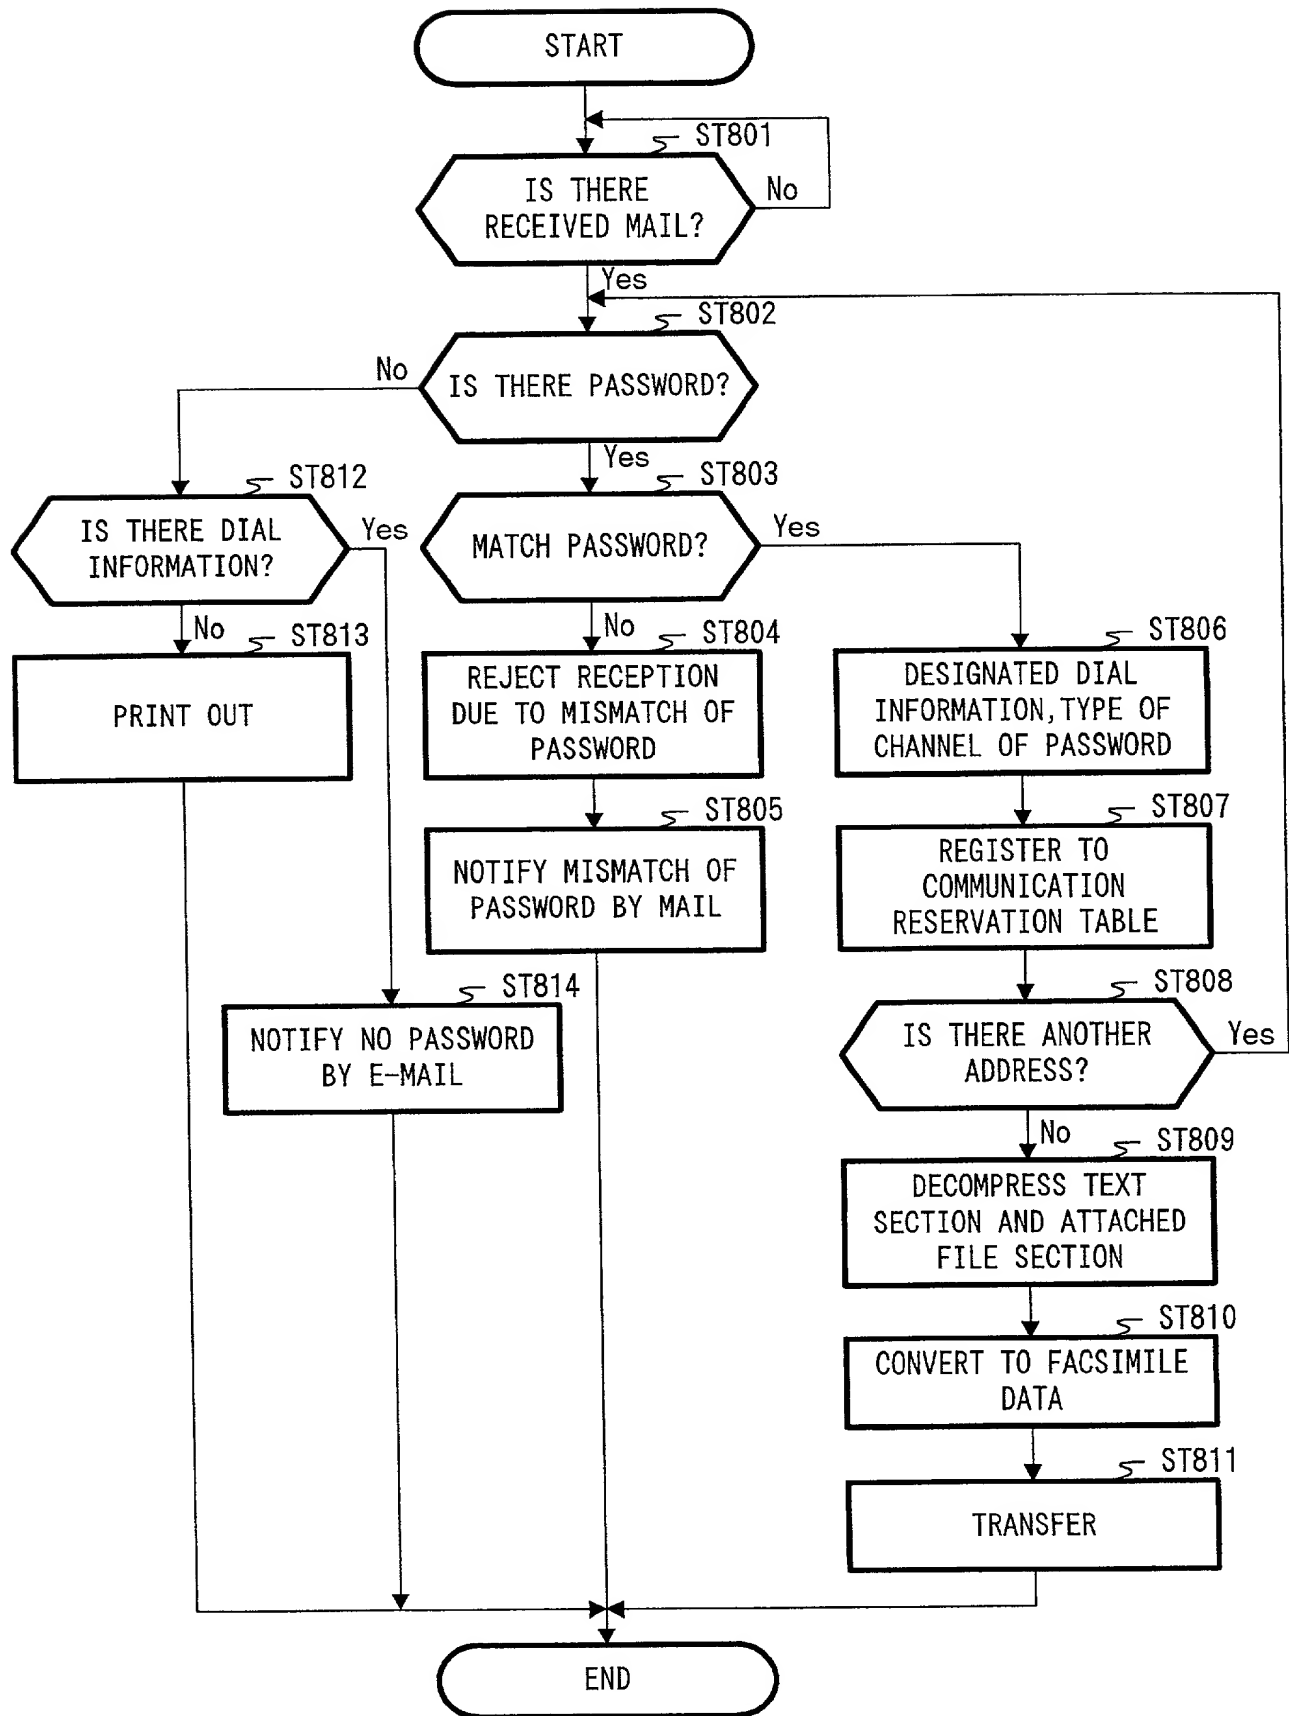 START
ST801
IS THERE
RECEIVED MAIL?
No
Yes
ST802
IS THERE PASSWORD?
No
Yes
ST812
IS THERE DIAL
INFORMATION?
Yes
No
ST803
MATCH PASSWORD?
Yes
No
ST813
PRINT OUT
ST804
REJECT RECEPTION
DUE TO MISMATCH OF
PASSWORD
ST806
DESIGNATED DIAL
INFORMATION,TYPE OF
CHANNEL OF PASSWORD
ST805
NOTIFY MISMATCH OF
PASSWORD BY MAIL
ST807
REGISTER TO
COMMUNICATION
RESERVATION TABLE
ST814
NOTIFY NO PASSWORD
BY E-MAIL
ST808
IS THERE ANOTHER
ADDRESS?
Yes
No
ST809
DECOMPRESS TEXT
SECTION AND ATTACHED
FILE SECTION
ST810
CONVERT TO FACSIMILE
DATA
ST811
TRANSFER
END